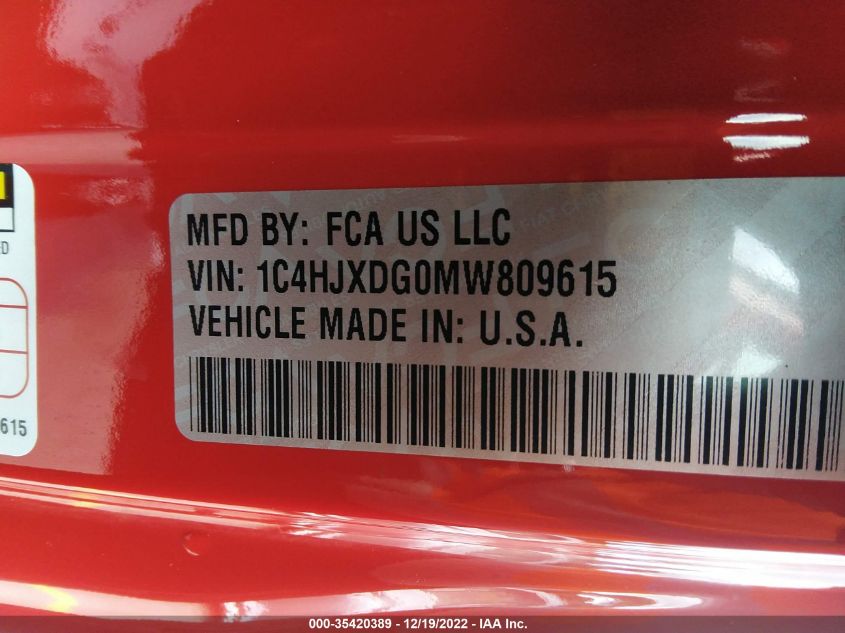 MFD BY: FCA US LLC
VIN: 1C4HJXDG0MW809615
VEHICLE MADE IN: U.S.A.
615
000-35420389 - 12/19/2022 - IAA Inc.